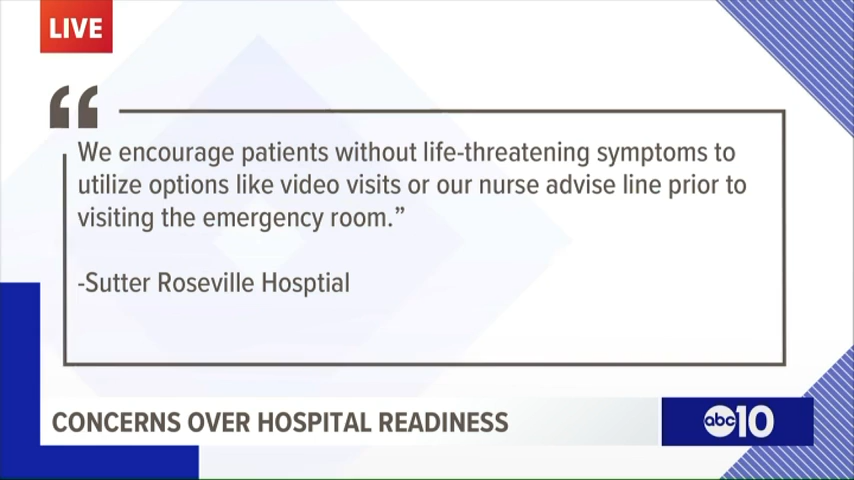 LIVE
“
We encourage patients without life-threatening symptoms to
utilize options like video visits or our nurse advise line prior to
visiting the emergency room.”
-Sutter Roseville Hosptial
CONCERNS OVER HOSPITAL READINESS
abc10